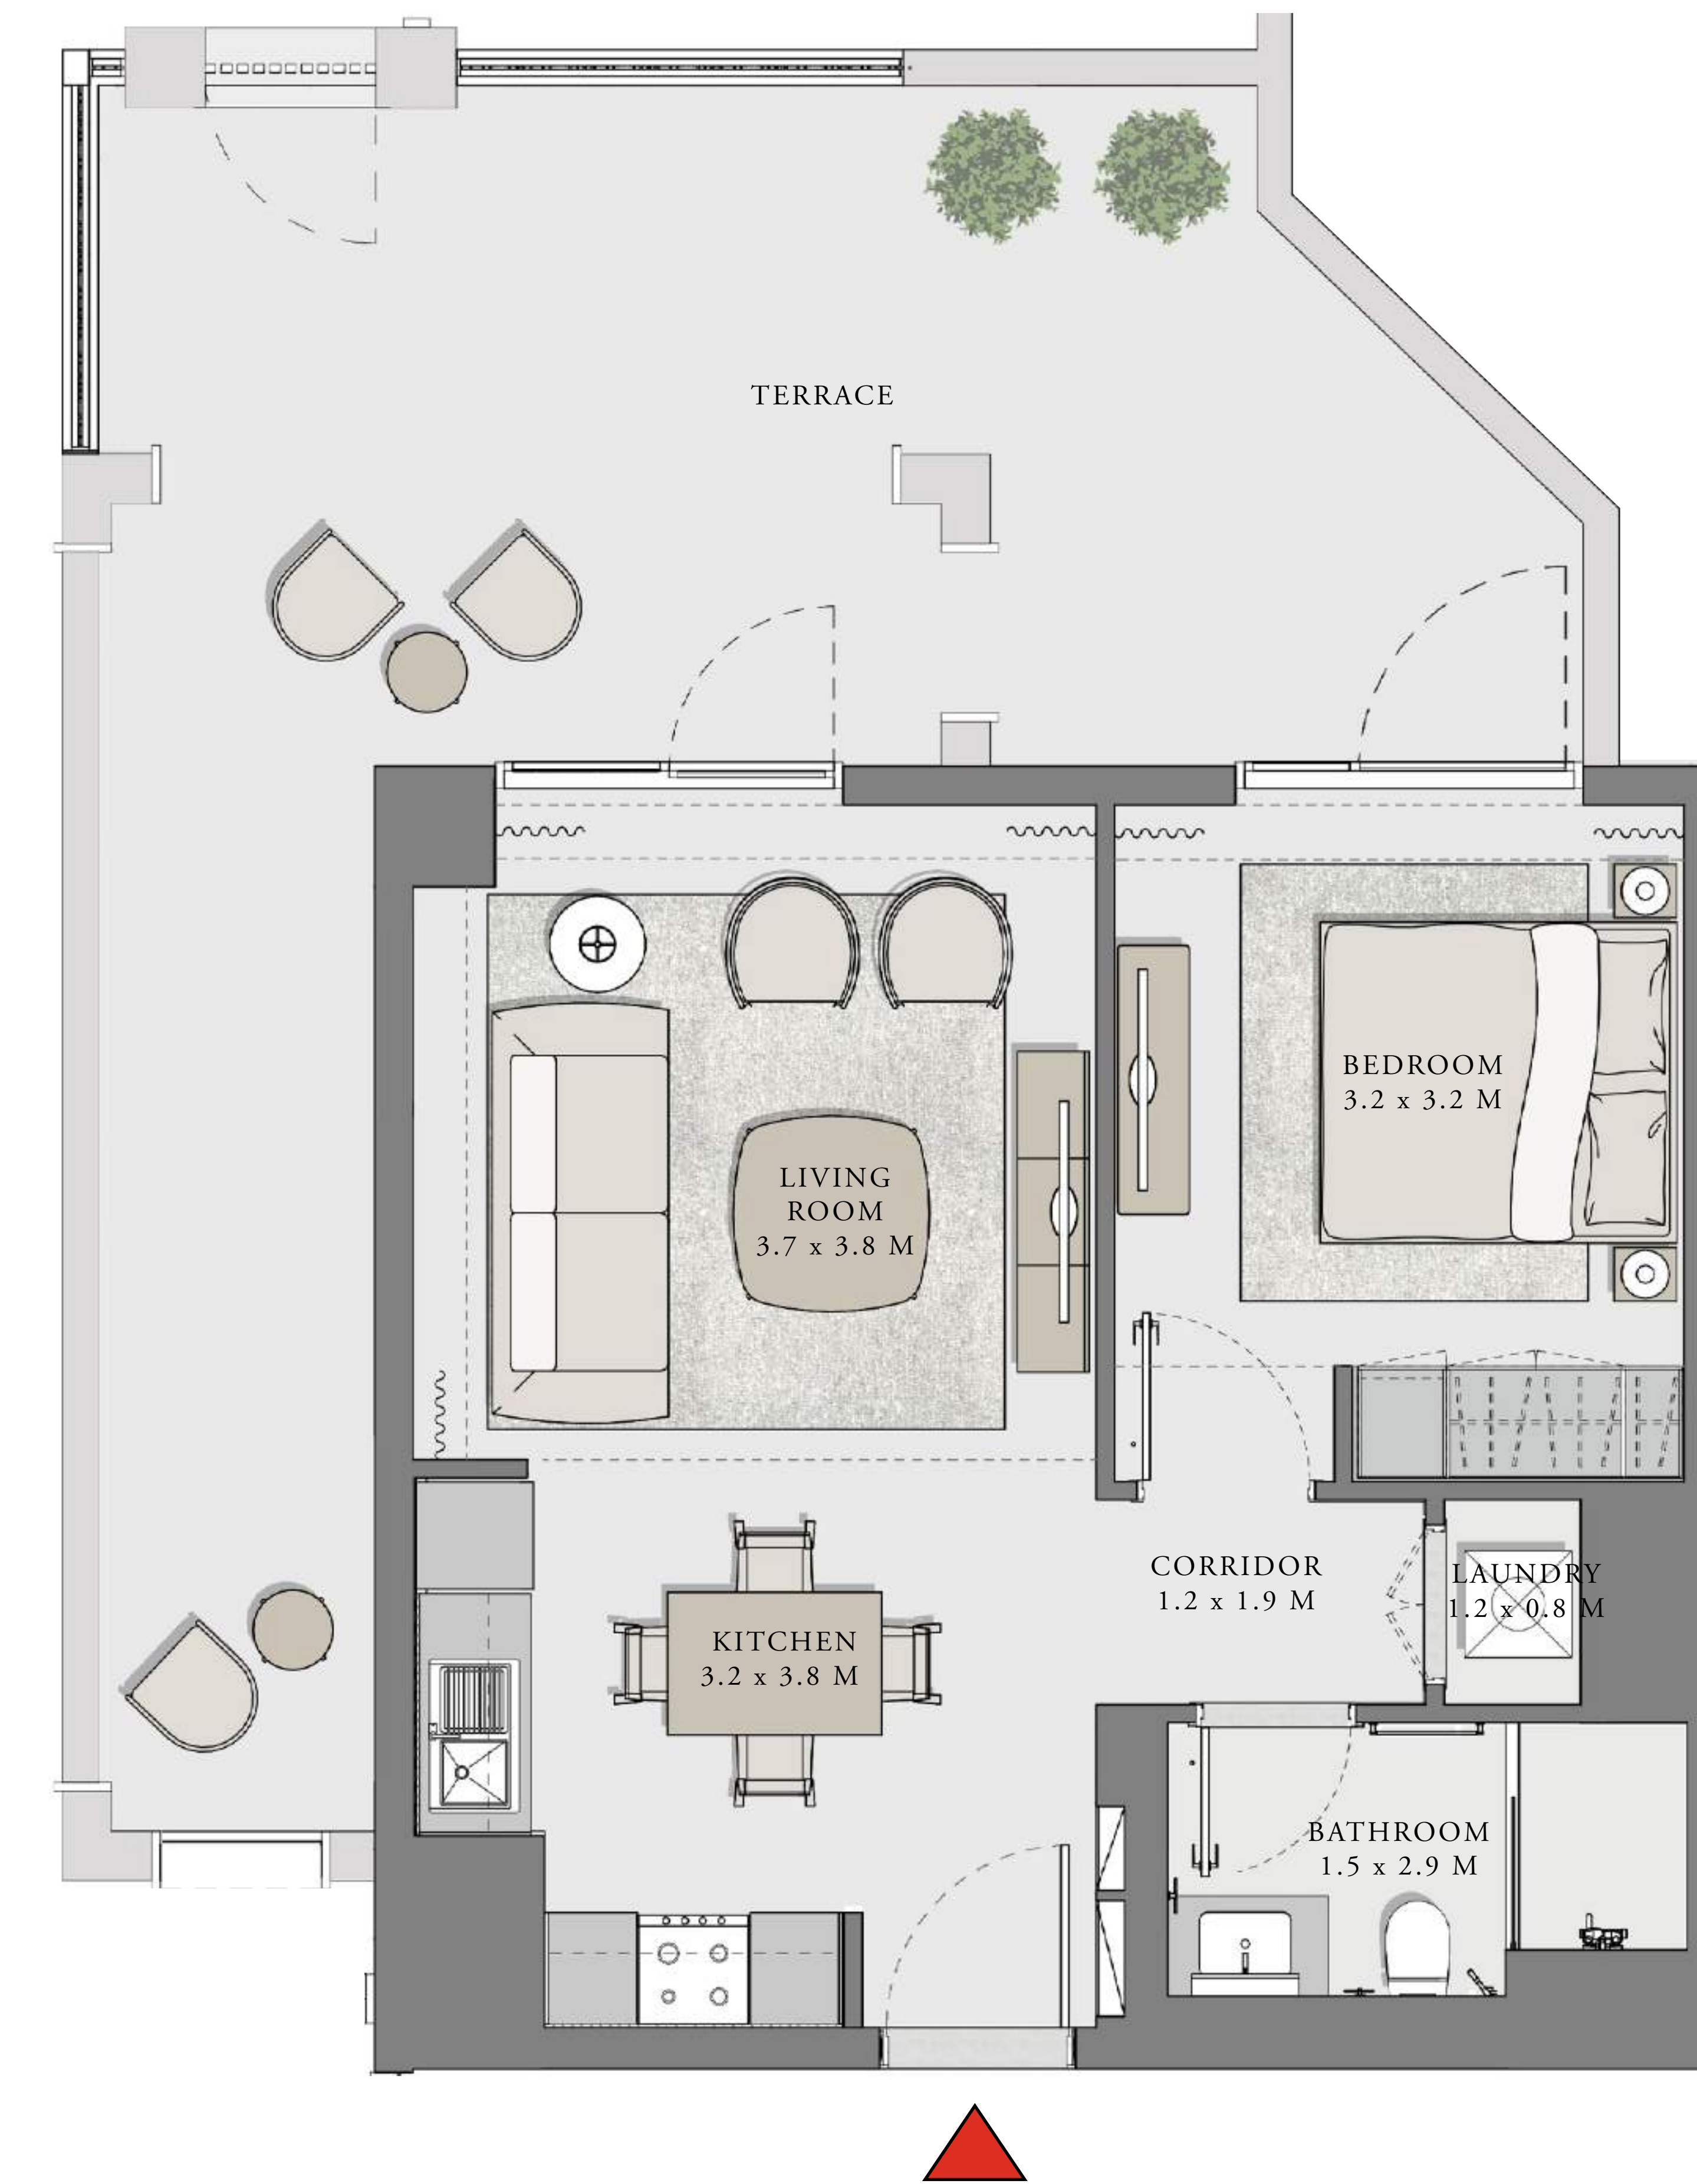 TERRACE
BEDROOM
3.2 x 3.2 M
LIVING
ROOM
3.7 x 3.8 M
CORRIDOR
1.2 x 1.9 M
LAUNDRY
1.2 x 0.8 M
KITCHEN
3.2 x 3.8 M
BATHROOM
1.5 x 2.9 M